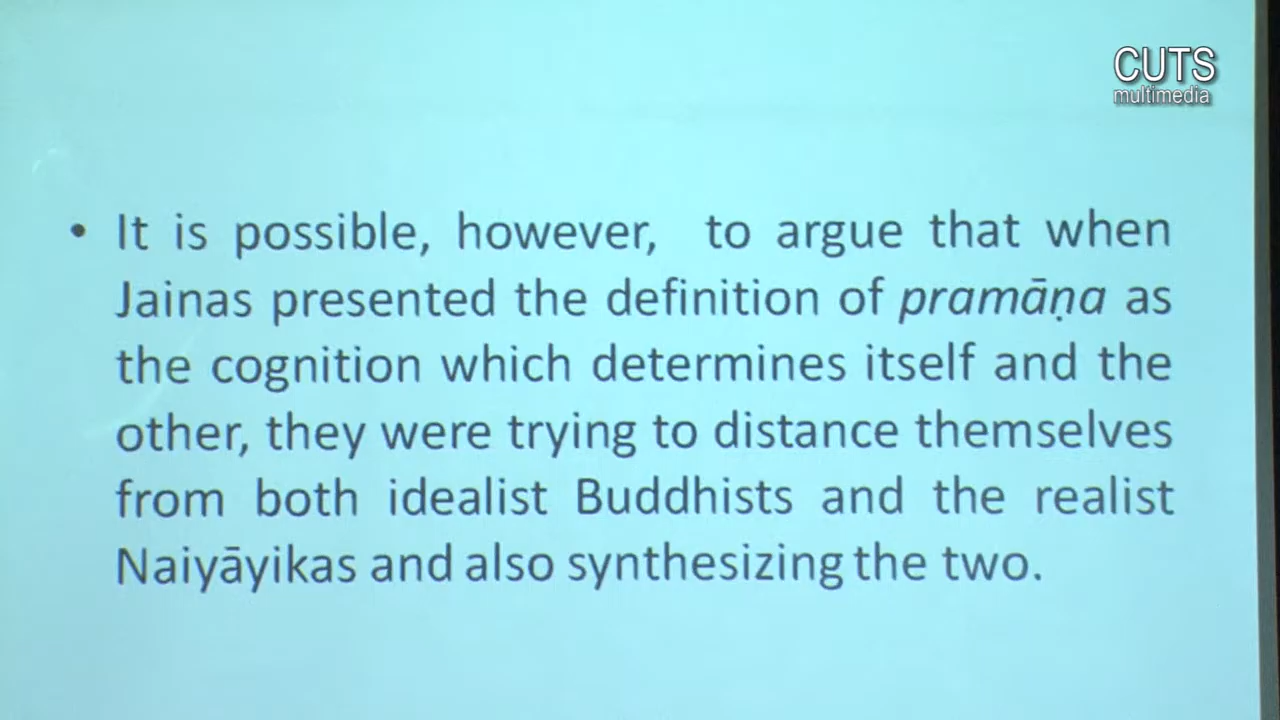 CUTS
multimedia
• It is possible, however, to argue that when
Jainas presented the definition of pramāṇa as
the cognition which determines itself and the
other, they were trying to distance themselves
from both idealist Buddhists and the realist
Naiyāyikas and also synthesizing the two.